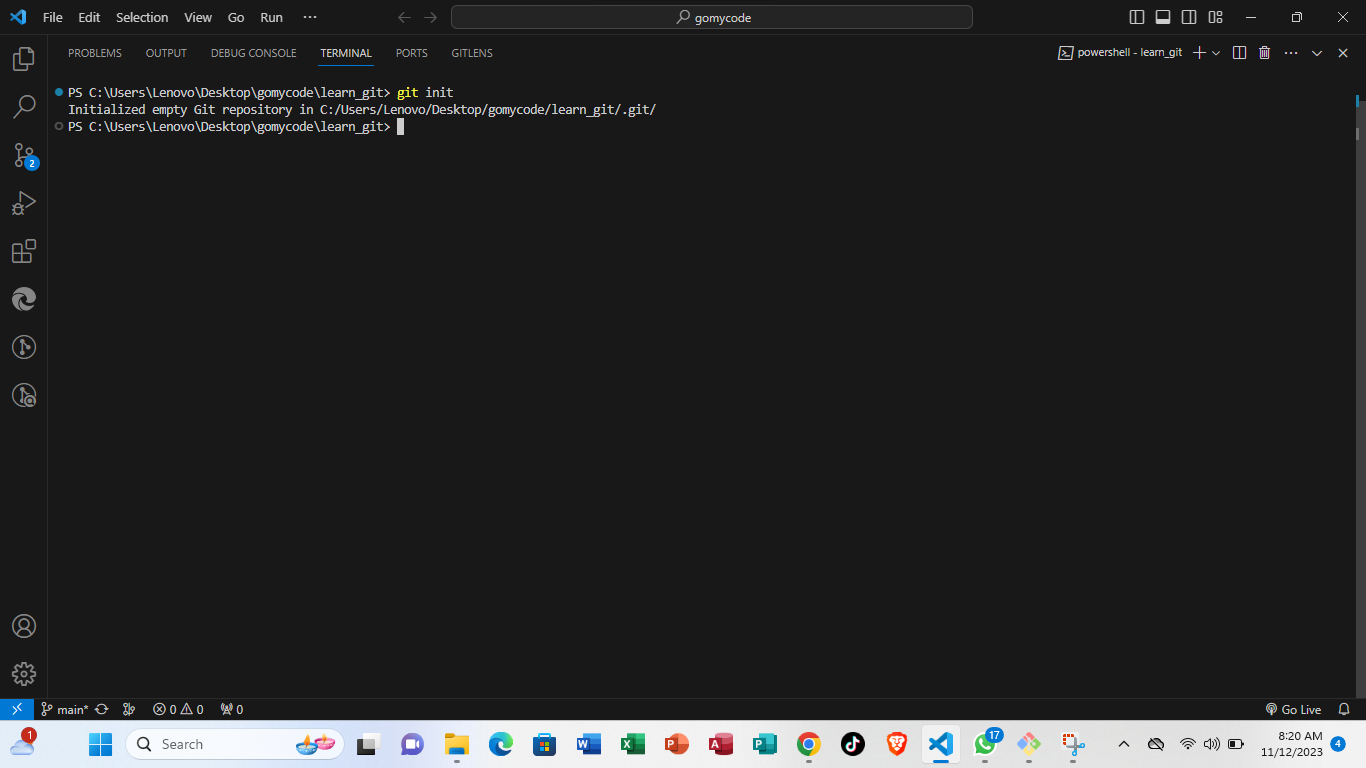 File Edit Selection View Go Run ··· gomycode
PROBLEMS OUTPUT DEBUG CONSOLE TERMINAL PORTS GITLENS powershell - learn_git
PS C:\Users\Lenovo\Desktop\gomycode\learn_git> git init
Initialized empty Git repository in C:/Users/Lenovo/Desktop/gomycode/learn_git/.git/
PS C:\Users\Lenovo\Desktop\gomycode\learn_git>
2
main* 0 0 0 Go Live
1 Search 17 8:20 AM 4
11/12/2023